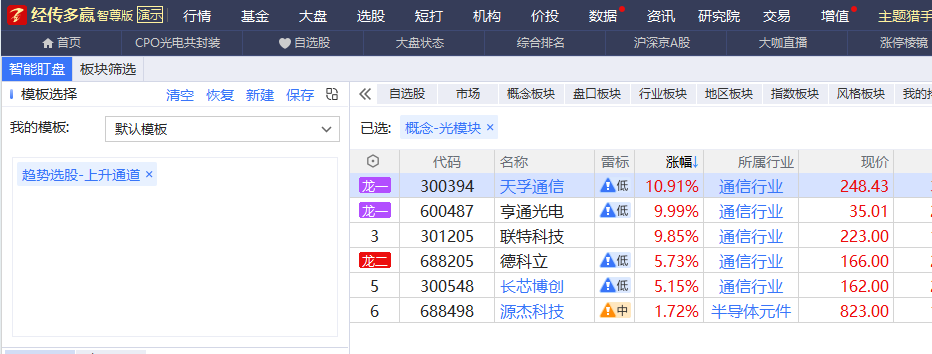 经传多赢 智尊版 演示 行情 基金 大盘 选股 短打 机构 价投 数据 资讯 研究院 交易 增值 主题猎手
首页 CPO光电共封装 自选股 大盘状态 综合排名 沪深京A股 大咖直播 涨停棱镜
智能盯盘 板块筛选
模板选择 清空 恢复 新建 保存
自选股 市场 概念板块 盘口板块 行业板块 地区板块 指数板块 风格板块 我的
我的模板: 默认模板
已选: 概念-光模块 ×
趋势选股-上升通道 ×
代码 名称 雷标 涨幅↓ 所属行业 现价
龙一 300394 天孚通信 低 10.91% 通信行业 248.43
龙一 600487 亨通光电 低 9.99% 通信行业 35.01
3 301205 联特科技 9.85% 通信行业 223.00
龙二 688205 德科立 低 5.73% 通信行业 166.00
5 300548 长芯博创 低 5.15% 通信行业 162.00
6 688498 源杰科技 中 1.72% 半导体元件 823.00